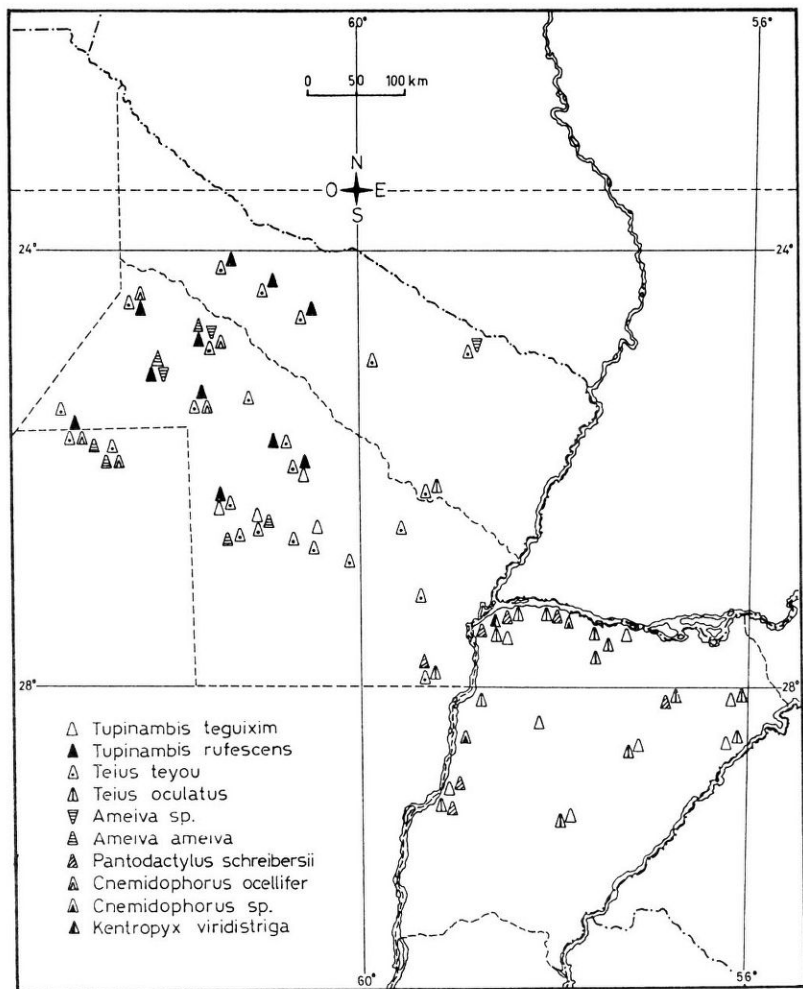 60°
56°
0 50 100 km
N
O E
S
24°
24°
28°
28°
Tupinambis teguixim
Tupinambis rufescens
Teius teyou
Teius oculatus
Ameiva sp.
Ameiva ameiva
Pantodactylus schreibersii
Cnemidophorus ocellifer
Cnemidophorus sp.
Kentropyx viridistriga
60°
56°